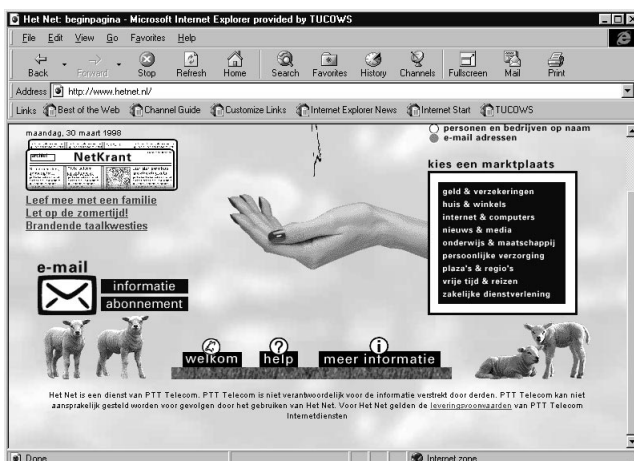 Het Net: beginpagina - Microsoft Internet Explorer provided by TUCOWS
File Edit View Go Favorites Help
Back Forward Stop Refresh Home Search Favorites History Channels Fullscreen Mail Print
Address http://www.hetnet.nl/
Links Best of the Web Channel Guide Customize Links Internet Explorer News Internet Start TUCOWS
maandag, 30 maart 1998
NetKrant
Leef mee met een familie
Let op de zomertijd!
Brandende taalkwesties
personen en bedrijven op naam
e-mail adressen
kies een marktplaats
geld & verzekeringen
huis & winkels
internet & computers
nieuws & media
onderwijs & maatschappij
persoonlijke verzorging
plaza's & regio's
vrije tijd & reizen
zakelijke dienstverlening
e-mail
informatie
abonnement
welkom help meer informatie
Het Net is een dienst van PTT Telecom. PTT Telecom is niet verantwoordelijk voor de informatie verstrekt door derden. PTT Telecom kan niet
aansprakelijk gesteld worden voor gevolgen door het gebruiken van Het Net. Voor Het Net gelden de leveringsvoorwaarden van PTT Telecom
Internetdiensten
Done Internet zone